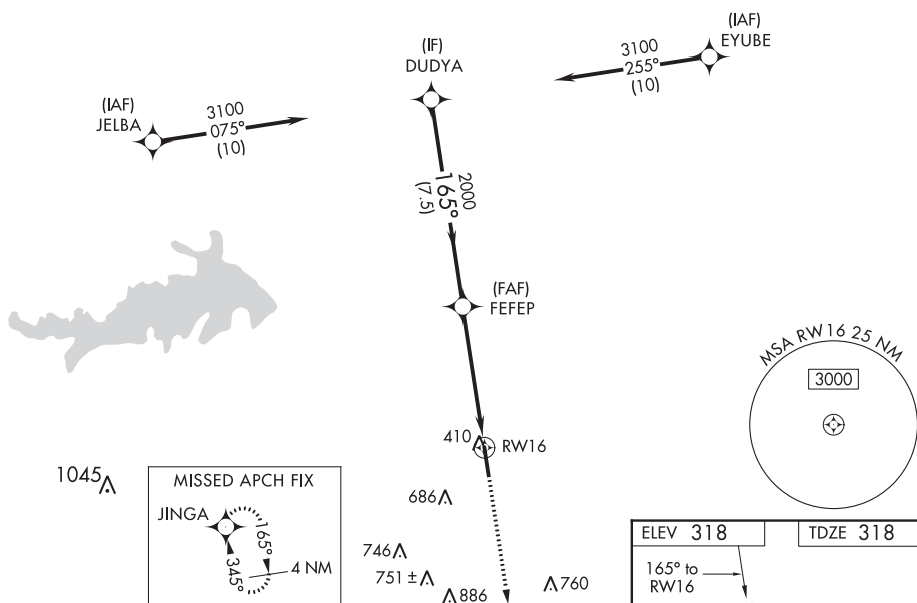 (IAF)
EYUBE
3100
255°
(10)
(IF)
DUDYA
(IAF)
JELBA
3100
075°
(10)
2000
165°
(7.5)
(FAF)
FEFEP
MSA RW16 25 NM
3000
410
RW16
1045
MISSED APCH FIX
JINGA
165°
345°
4 NM
686
746
751±
886
760
ELEV 318
TDZE 318
165° to
RW16